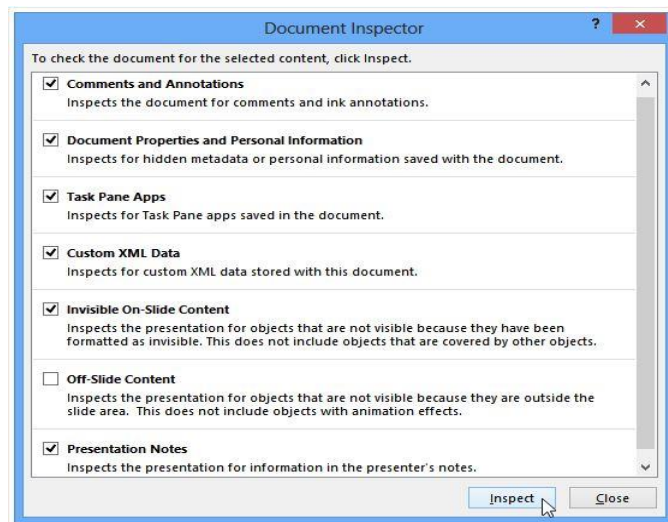 Document Inspector
?
To check the document for the selected content, click Inspect.
Comments and Annotations
Inspects the document for comments and ink annotations.
Document Properties and Personal Information
Inspects for hidden metadata or personal information saved with the document.
Task Pane Apps
Inspects for Task Pane apps saved in the document.
Custom XML Data
Inspects for custom XML data stored with this document.
Invisible On-Slide Content
Inspects the presentation for objects that are not visible because they have been
formatted as invisible. This does not include objects that are covered by other objects.
Off-Slide Content
Inspects the presentation for objects that are not visible because they are outside the
slide area.  This does not include objects with animation effects.
Presentation Notes
Inspects the presentation for information in the presenter's notes.
Inspect
Close